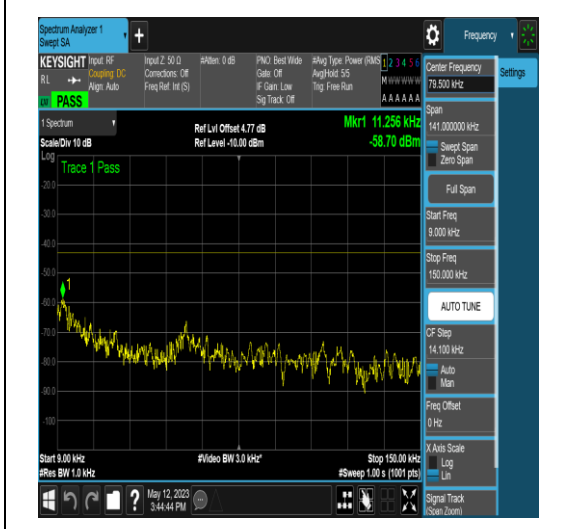 Spectrum Analyzer 1
Swept SA
+
Frequency
KEYSIGHT
RL
Input: RF
Coupling: DC
Align: Auto
Input Z: 50 Ω
Corrections: Off
Freq Ref: Int (S)
#Atten: 0 dB
PNO: Best Wide
Gate: Off
IF Gain: Low
Sig Track: Off
#Avg Type: Power (RMS
Avg|Hold: 5/5
Trig: Free Run
1 2 3 4 5 6
M W W W W W
A A A A A A
PASS
1 Spectrum
Scale/Div 10 dB
Ref Lvl Offset 4.77 dB
Ref Level -10.00 dBm
Mkr1 11.256 kHz
-58.70 dBm
Log
Trace 1 Pass
1
-20.0
-30.0
-40.0
-50.0
-60.0
-70.0
-80.0
-90.0
-100
Start 9.00 kHz
#Res BW 1.0 kHz
#Video BW 3.0 kHz*
Stop 150.00 kHz
#Sweep 1.00 s (1001 pts)
Center Frequency
79.500 kHz
Settings
Span
141.000000 kHz
Swept Span
Zero Span
Full Span
Start Freq
9.000 kHz
Stop Freq
150.000 kHz
AUTO TUNE
CF Step
14.100 kHz
Auto
Man
Freq Offset
0 Hz
X Axis Scale
Log
Lin
Signal Track
(Span Zoom)
?
May 12, 2023
3:44:44 PM